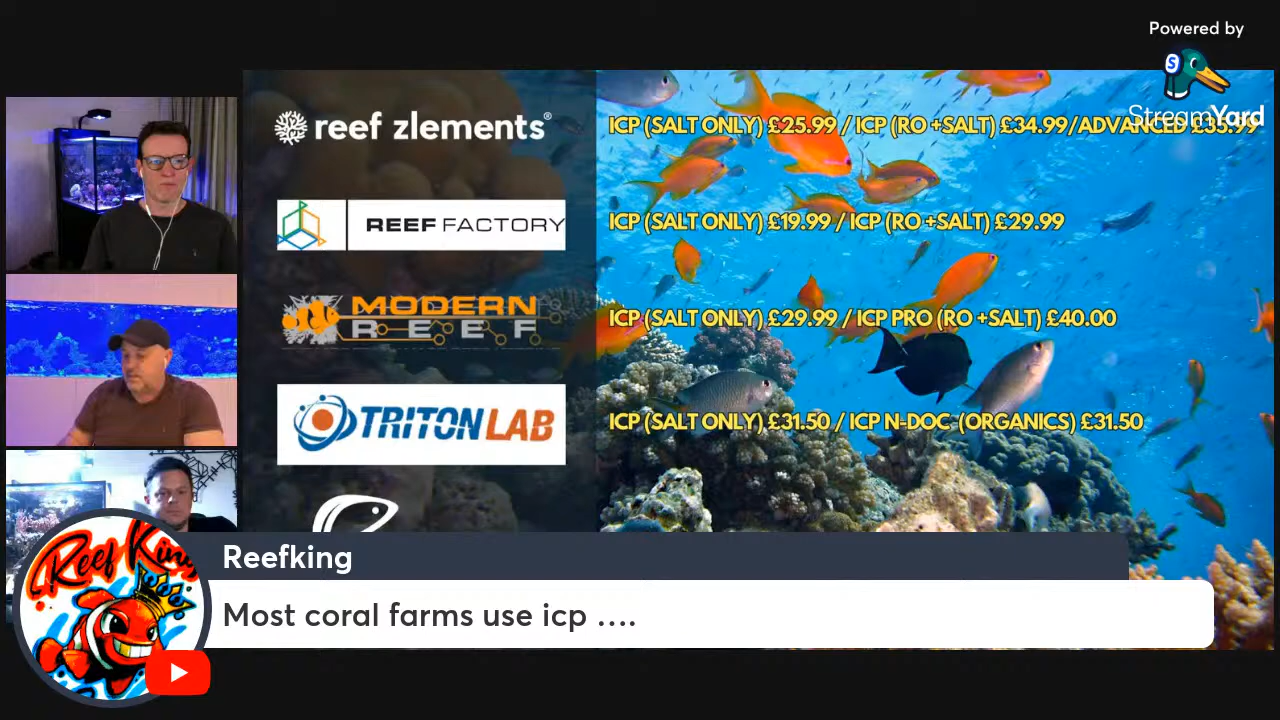 Powered by
S
StreamYard
reef zlements®
ICP (SALT ONLY) £25.99 / ICP (RO +SALT) £34.99/ADVANCED £35.99
REEF FACTORY
ICP (SALT ONLY) £19.99 / ICP (RO +SALT) £29.99
MODERN
REEF
ICP (SALT ONLY) £29.99 / ICP PRO (RO +SALT) £40.00
TRITON LAB
ICP (SALT ONLY) £31.50 / ICP N-DOC (ORGANICS) £31.50
Reef King
Reefking
Most coral farms use icp ....